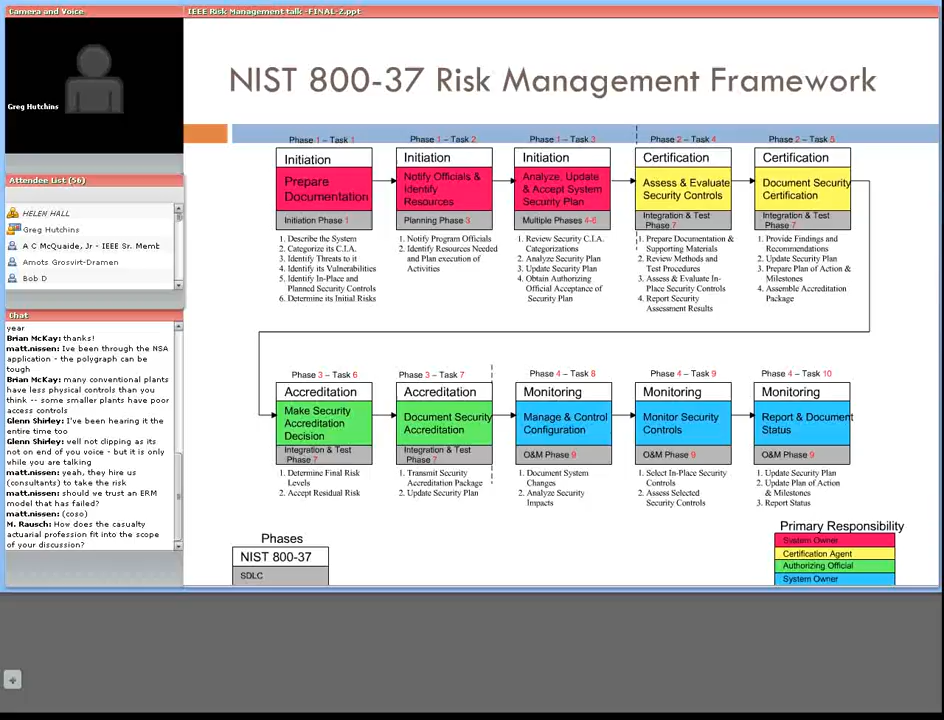 Camera and Voice
IEEE Risk Management talk -FINAL-2.ppt
Greg Hutchins
Attendee List (56)
HELEN HALL
Greg Hutchins
A C McQuaide, Jr - IEEE Sr. Memb
Amots Grosvirt-Dramen
Bob D
Chat
year
Brian McKay: thanks!
matt.nissen: Ive been through the NSA
application - the polygraph can be
tough
Brian McKay: many conventional plants
have less physical controls than you
think -- some smaller plants have poor
access controls
Glenn Shirley: I've been hearing it the
entire time too
Glenn Shirley: well not clipping as its
not on end of you voice - but it is only
while you are talking
matt.nissen: yeah, they hire us
(consultants) to take the risk
matt.nissen: should we trust an ERM
model that has failed?
matt.nissen: (coso)
M. Rausch: How does the casualty
actuarial profession fit into the scope
of your discussion?
NIST 800-37 Risk Management Framework
Phase 1 – Task 1
Initiation
Prepare
Documentation
Initiation Phase 1
1. Describe the System
2. Categorize its C.I.A.
3. Identify Threats to it
4. Identify its Vulnerabilities
5. Identify In-Place and
Planned Security Controls
6. Determine its Initial Risks
Phase 1 – Task 2
Initiation
Notify Officials &
Identify
Resources
Planning Phase 3
1. Notify Program Officials
2. Identify Resources Needed
and Plan execution of
Activities
Phase 1 – Task 3
Initiation
Analyze, Update
& Accept System
Security Plan
Multiple Phases 4-6
1. Review Security C.I.A.
Categorizations
2. Analyze Security Plan
3. Update Security Plan
4. Obtain Authorizing
Official Acceptance of
Security Plan
Phase 2 – Task 4
Certification
Assess & Evaluate
Security Controls
Integration & Test
Phase 7
1. Prepare Documentation &
Supporting Materials
2. Review Methods and
Test Procedures
3. Assess & Evaluate In-
Place Security Controls
4. Report Security
Assessment Results
Phase 2 – Task 5
Certification
Document Security
Certification
Integration & Test
Phase 7
1. Provide Findings and
Recommendations
2. Update Security Plan
3. Prepare Plan of Action &
Milestones
4. Assemble Accreditation
Package
Phase 3 – Task 6
Accreditation
Make Security
Accreditation
Decision
Integration & Test
Phase 7
1. Determine Final Risk
Levels
2. Accept Residual Risk
Phase 3 – Task 7
Accreditation
Document Security
Accreditation
Integration & Test
Phase 7
1. Transmit Security
Accreditation Package
2. Update Security Plan
Phase 4 – Task 8
Monitoring
Manage & Control
Configuration
O&M Phase 9
1. Document System
Changes
2. Analyze Security
Impacts
Phase 4 – Task 9
Monitoring
Monitor Security
Controls
O&M Phase 9
1. Select In-Place Security
Controls
2. Assess Selected
Security Controls
Phase 4 – Task 10
Monitoring
Report & Document
Status
O&M Phase 9
1. Update Security Plan
2. Update Plan of Action
& Milestones
3. Report Status
Phases
NIST 800-37
SDLC
Primary Responsibility
System Owner
Certification Agent
Authorizing Official
System Owner